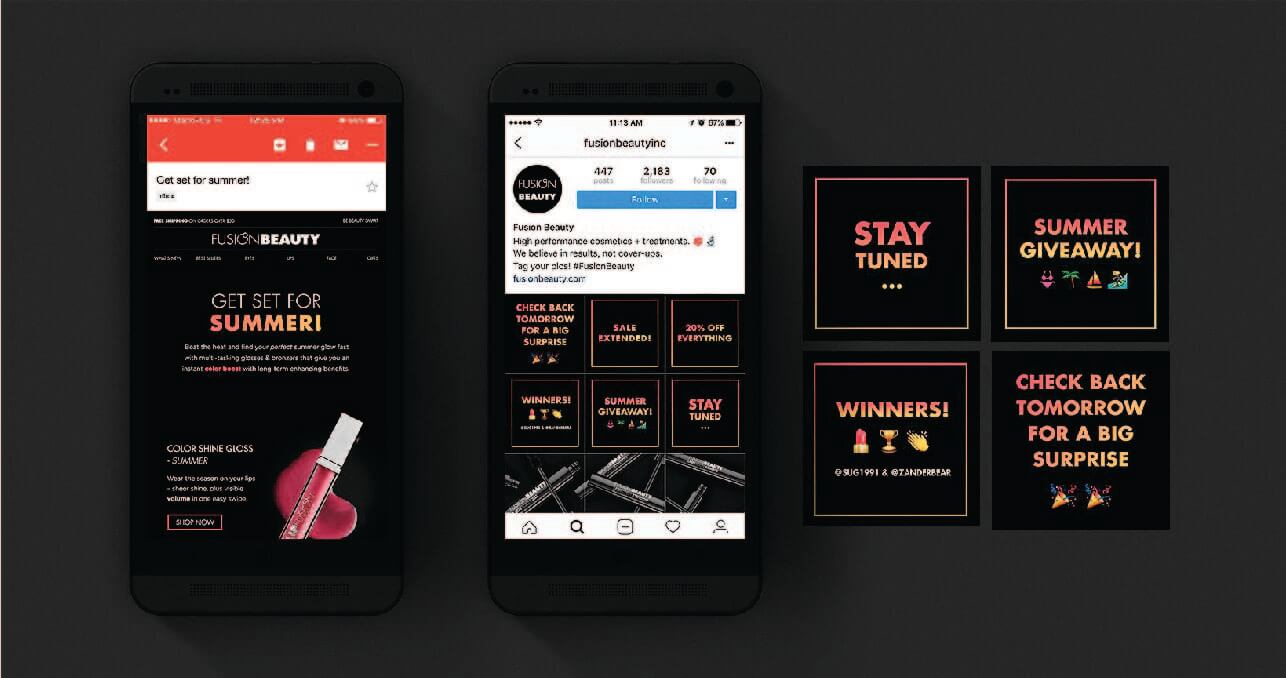 Get set for summer!
FREE SHIPPING ON ORDERS OVER $50
FUSION BEAUTY
BEST SELLERS
LIPS
FACE
GET SET FOR
SUMMER!
Beat the heat and find your perfect summer glow fast
with multi-tasking glosses & bronzers that give you an
instant color boost with long-term enhancing benefits.
COLOR SHINE GLOSS
- SUMMER
Wear the season on your lips
– sheer shine, plus visible
volume in one easy swipe.
SHOP NOW
11:13 AM
87%
fusionbeautyinc
447
2,183
70
posts
followers
following
Follow
FUSION
BEAUTY
Fusion Beauty
High performance cosmetics + treatments.
We believe in results, not cover-ups.
Tag your pics! #FusionBeauty
fusionbeauty.com
CHECK BACK
TOMORROW
FOR A BIG
SURPRISE
SALE
EXTENDED!
20% OFF
EVERYTHING
WINNERS!
SUMMER
GIVEAWAY!
STAY
TUNED
...
STAY
TUNED
...
SUMMER
GIVEAWAY!
WINNERS!
@SUG1991 & @ZANDERBEAR
CHECK BACK
TOMORROW
FOR A BIG
SURPRISE